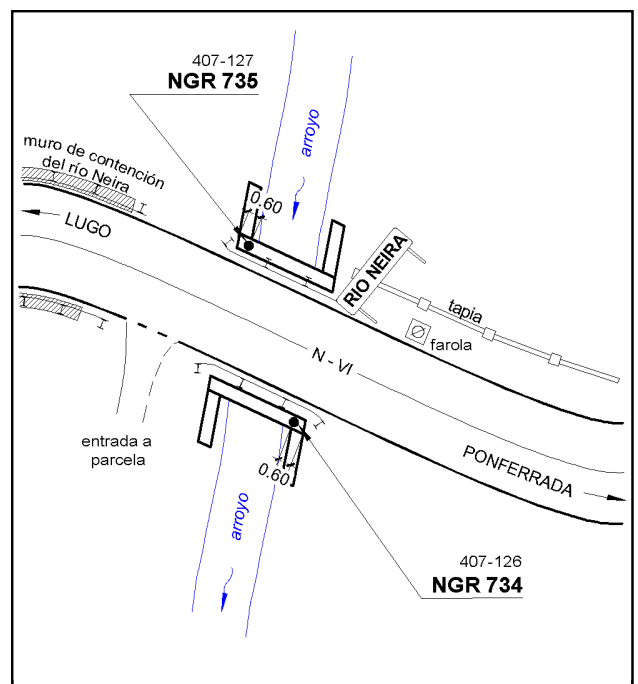 407-127
NGR 735
arroyo
muro de contención
del río Neira
0.60
LUGO
RIO NEIRA
tapia
farola
N - VI
entrada a
parcela
PONFERRADA
0.60
arroyo
407-126
NGR 734